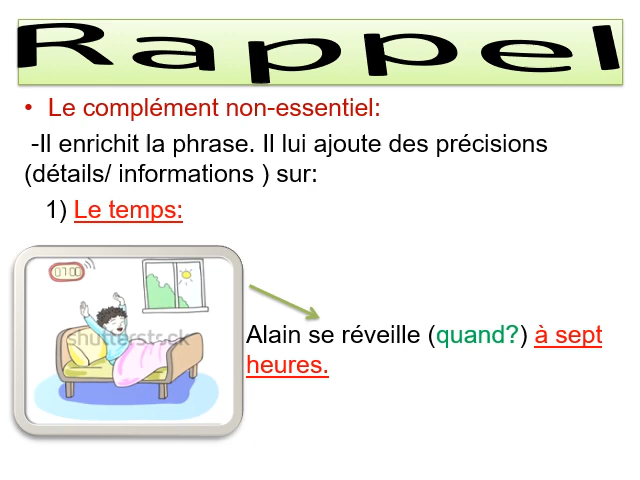 Rappel
• Le complément non-essentiel:
-Il enrichit la phrase. Il lui ajoute des précisions
(détails/ informations ) sur:
1) Le temps:
07:00
shutterstock
Alain se réveille (quand?) à sept
heures.